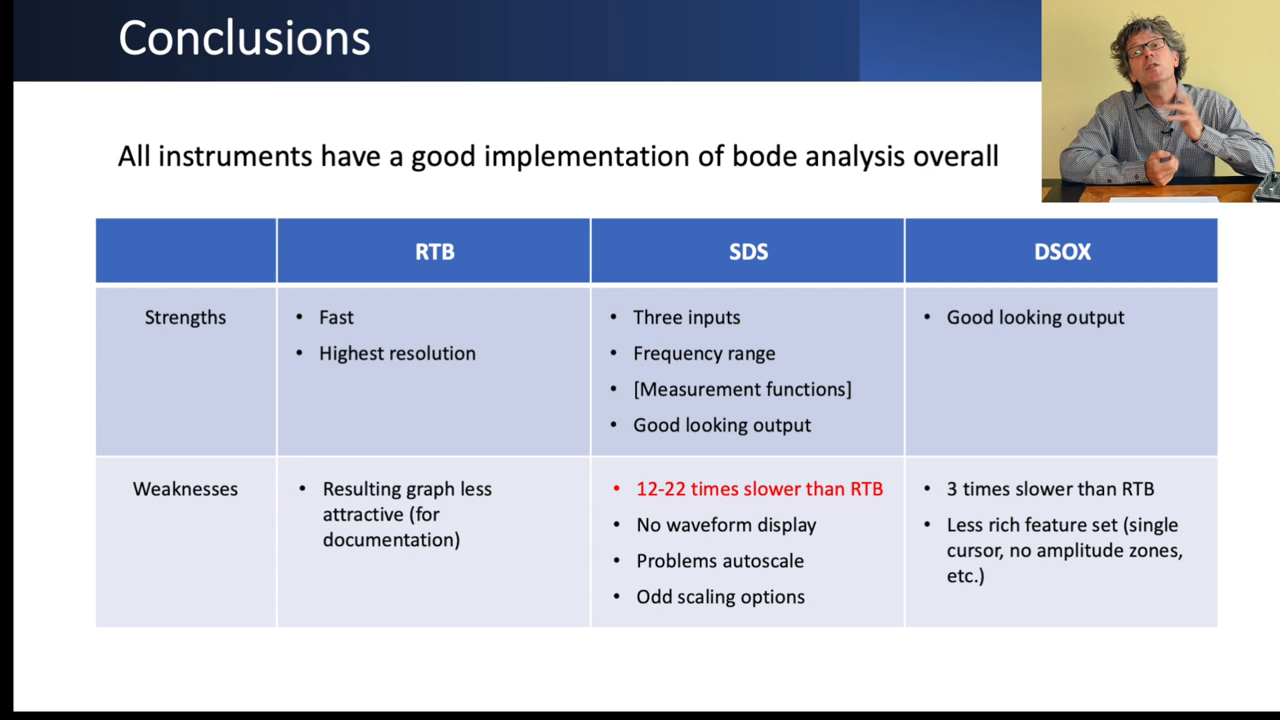 Conclusions
All instruments have a good implementation of bode analysis overall
RTB
SDS
DSOX
Strengths
• Fast
• Highest resolution
• Three inputs
• Frequency range
• [Measurement functions]
• Good looking output
• Good looking output
Weaknesses
• Resulting graph less
attractive (for
documentation)
• 12-22 times slower than RTB
• No waveform display
• Problems autoscale
• Odd scaling options
• 3 times slower than RTB
• Less rich feature set (single
cursor, no amplitude zones,
etc.)